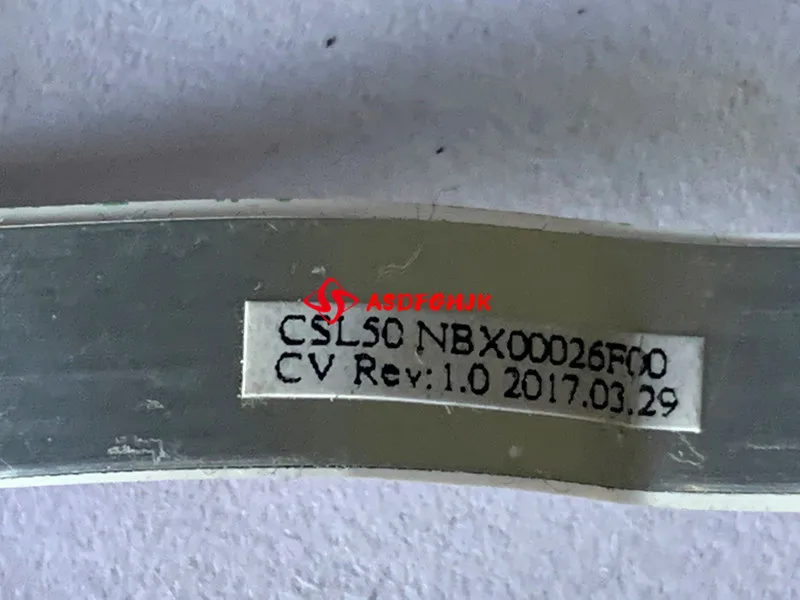 ASDFGHJK
CSL50 NBX00026F00
CV Rev:1.0 2017.03.29